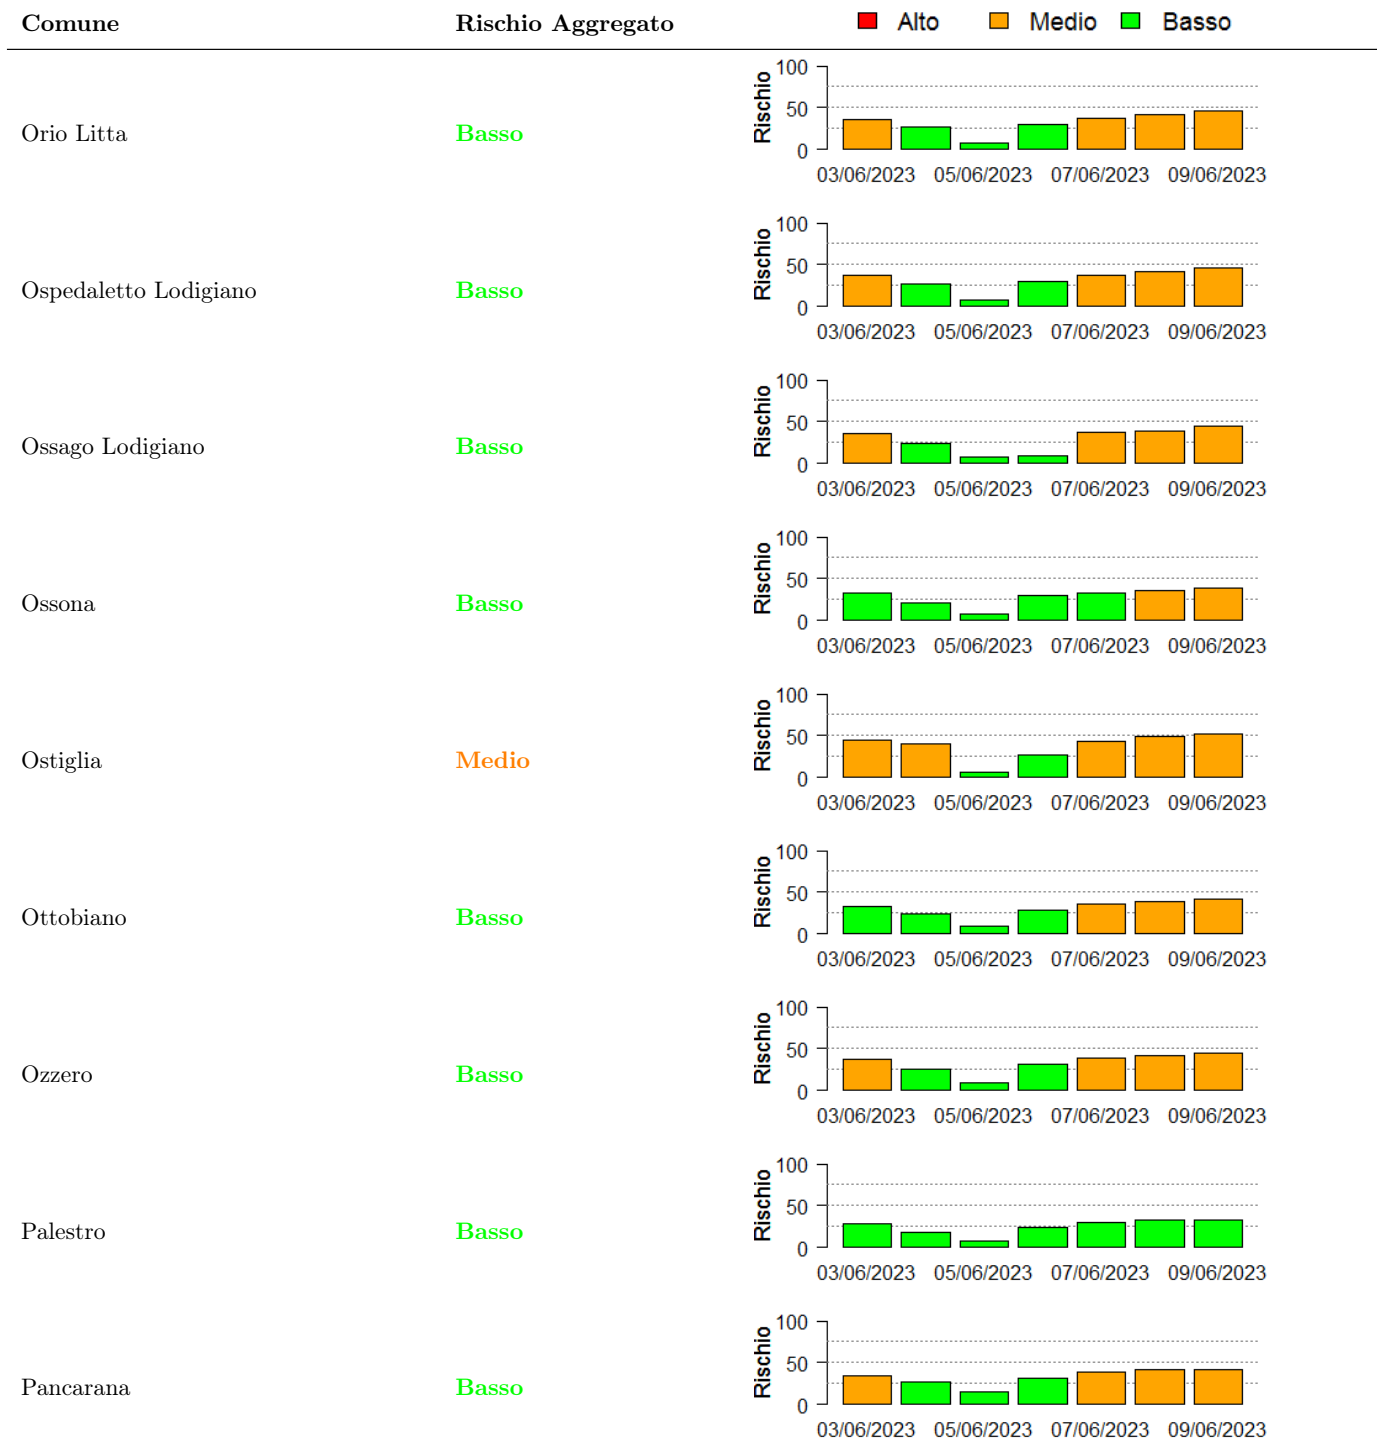 Comune Rischio Aggregato Alto Medio Basso
Orio Litta Basso
Rischio
100
50
0
03/06/2023 05/06/2023 07/06/2023 09/06/2023
Ospedaletto Lodigiano Basso
Rischio
100
50
0
03/06/2023 05/06/2023 07/06/2023 09/06/2023
Ossago Lodigiano Basso
Rischio
100
50
0
03/06/2023 05/06/2023 07/06/2023 09/06/2023
Ossona Basso
Rischio
100
50
0
03/06/2023 05/06/2023 07/06/2023 09/06/2023
Ostiglia Medio
Rischio
100
50
0
03/06/2023 05/06/2023 07/06/2023 09/06/2023
Ottobiano Basso
Rischio
100
50
0
03/06/2023 05/06/2023 07/06/2023 09/06/2023
Ozzero Basso
Rischio
100
50
0
03/06/2023 05/06/2023 07/06/2023 09/06/2023
Palestro Basso
Rischio
100
50
0
03/06/2023 05/06/2023 07/06/2023 09/06/2023
Pancarana Basso
Rischio
100
50
0
03/06/2023 05/06/2023 07/06/2023 09/06/2023